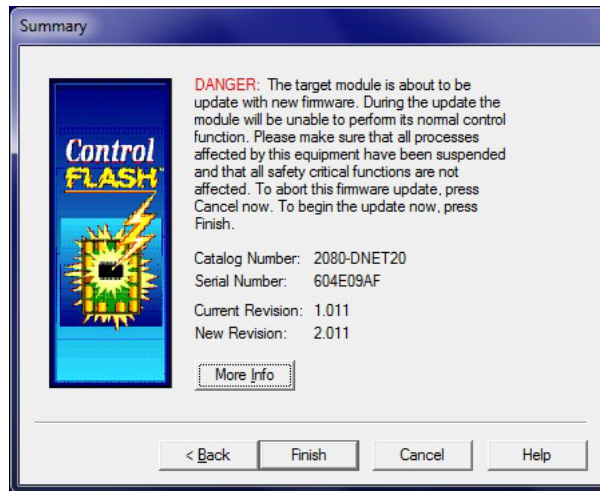 Summary
Control
FLASH
DANGER: The target module is about to be
update with new firmware. During the update the
module will be unable to perform its normal control
function. Please make sure that all processes
affected by this equipment have been suspended
and that all safety critical functions are not
affected. To abort this firmware update, press
Cancel now. To begin the update now, press
Finish.
Catalog Number: 2080-DNET20
Serial Number: 604E09AF
Current Revision: 1.011
New Revision: 2.011
More Info
< Back Finish Cancel Help